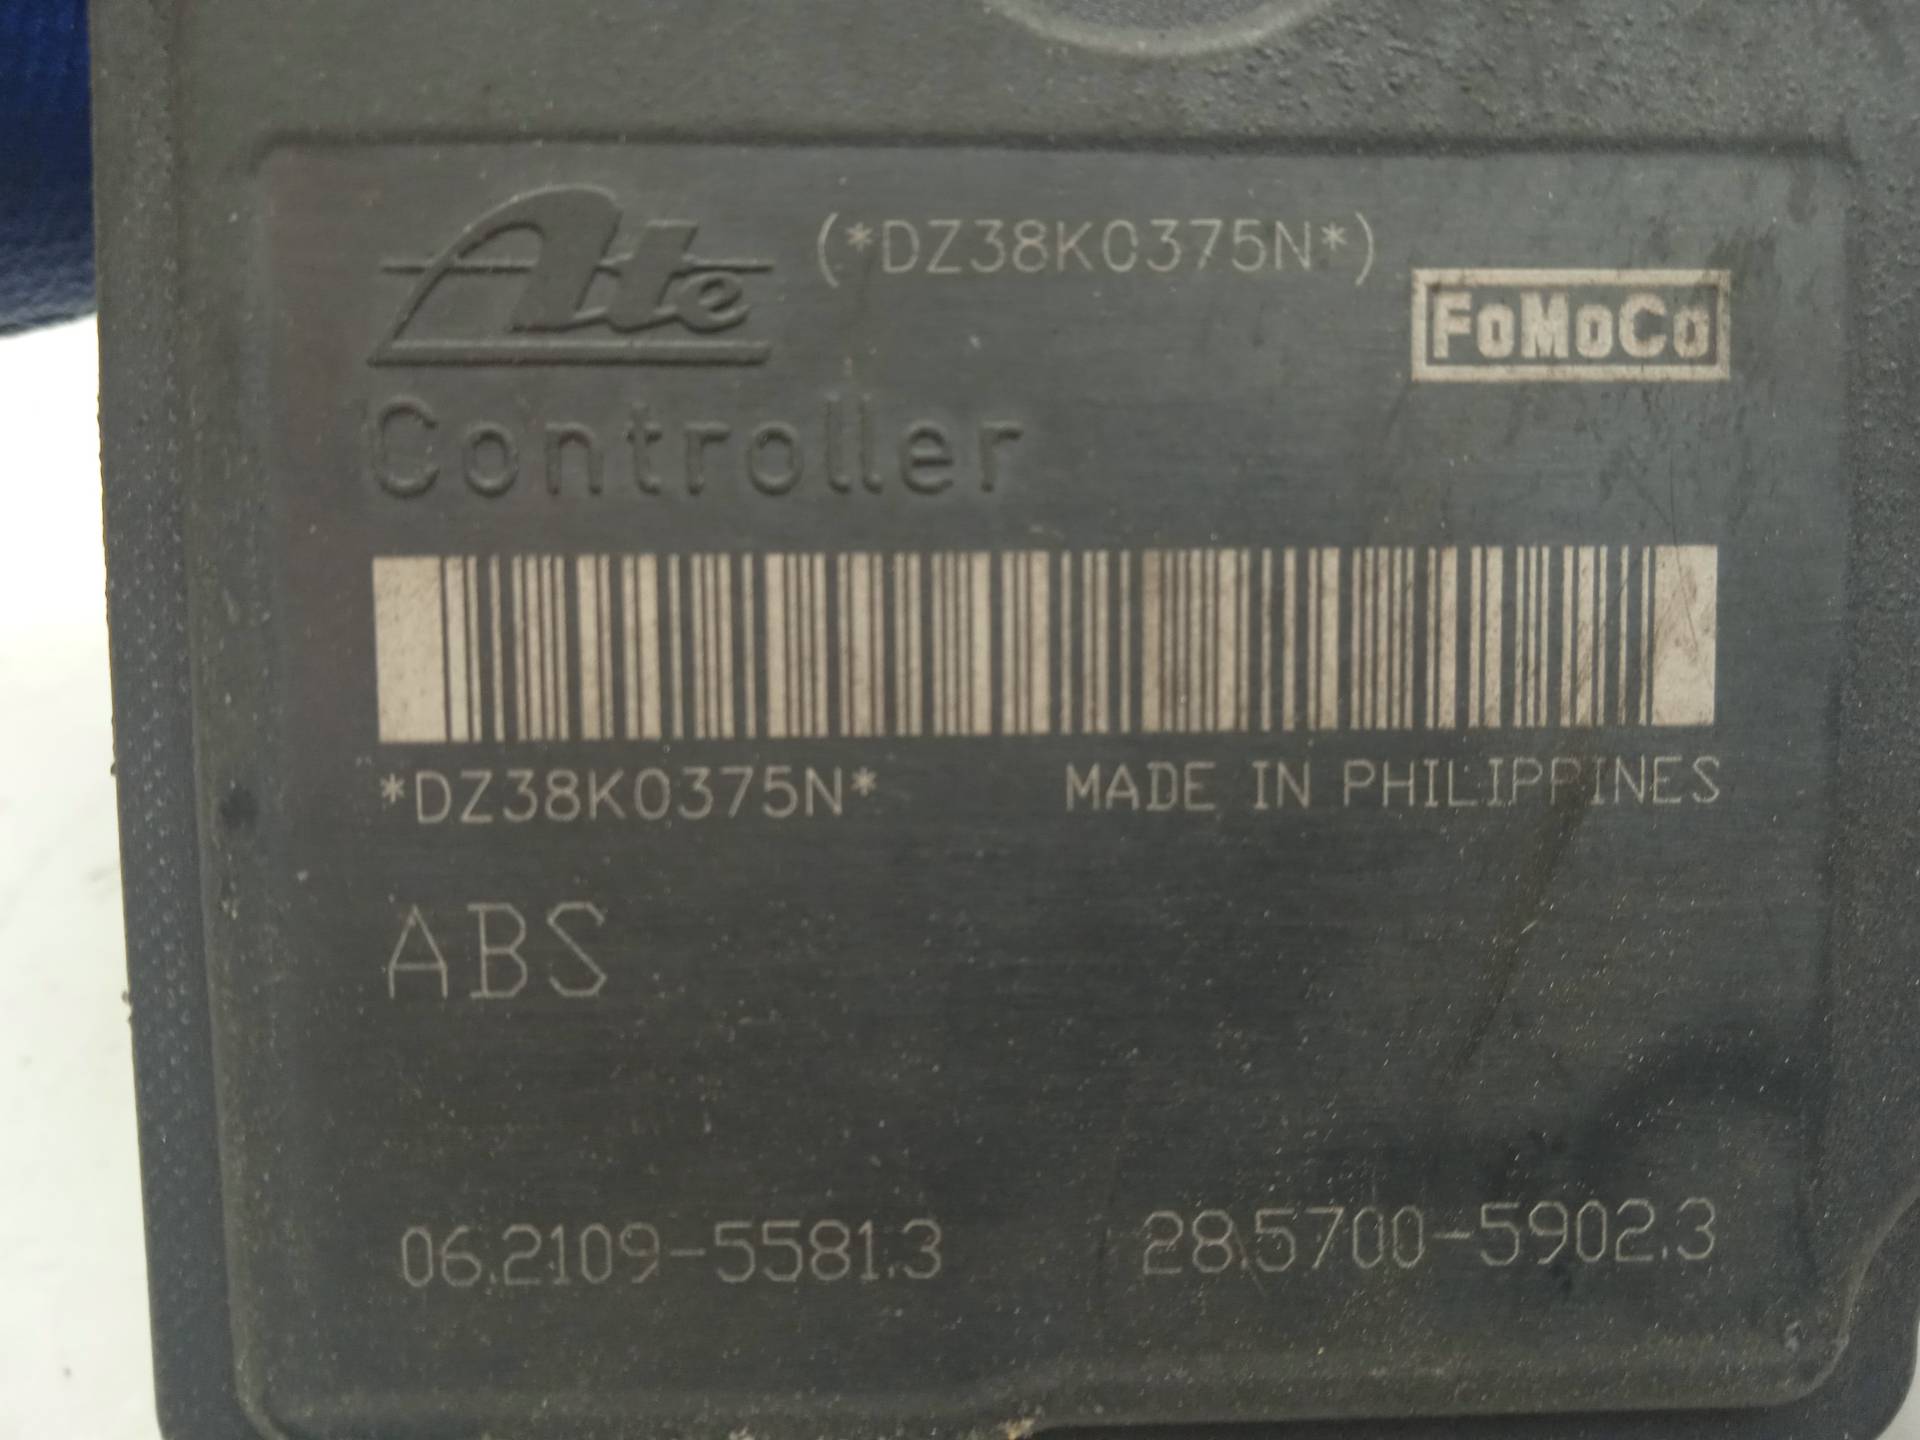 Ate (*DZ38K0375N*)
FoMoCo
Controller
*DZ38K0375N* MADE IN PHILIPPINES
ABS
06.2109-5581.3 28.5700-5902.3